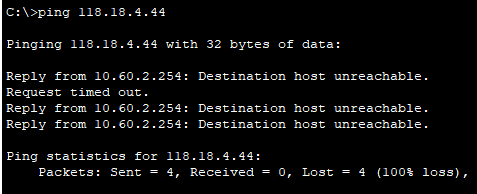 C:\>ping 118.18.4.44
Pinging 118.18.4.44 with 32 bytes of data:
Reply from 10.60.2.254: Destination host unreachable.
Request timed out.
Reply from 10.60.2.254: Destination host unreachable.
Reply from 10.60.2.254: Destination host unreachable.
Ping statistics for 118.18.4.44:
    Packets: Sent = 4, Received = 0, Lost = 4 (100% loss),